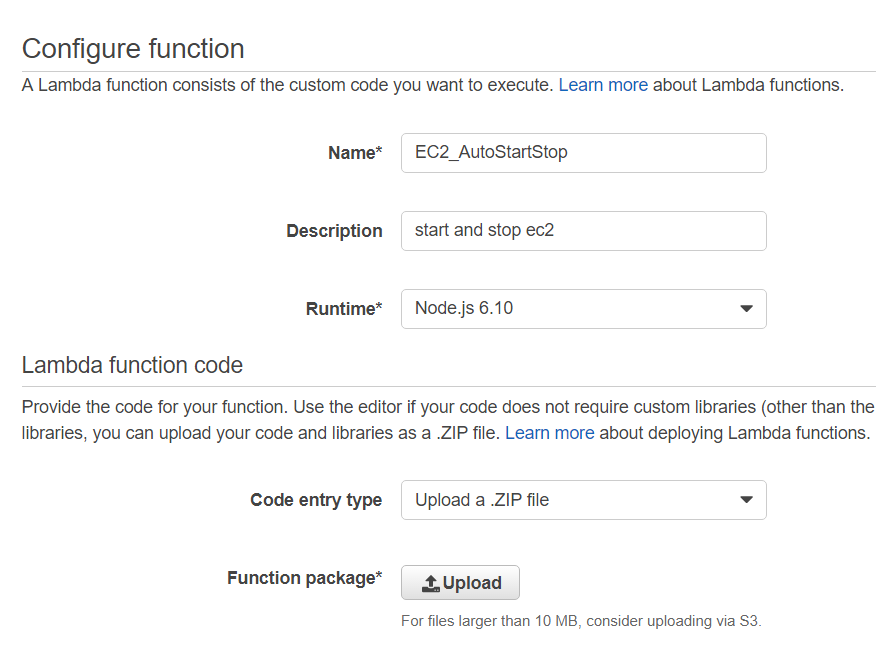 Configure function
A Lambda function consists of the custom code you want to execute. Learn more about Lambda functions.
Name*
EC2_AutoStartStop
Description
start and stop ec2
Runtime*
Node.js 6.10
Lambda function code
Provide the code for your function. Use the editor if your code does not require custom libraries (other than the
libraries, you can upload your code and libraries as a .ZIP file. Learn more about deploying Lambda functions.
Code entry type
Upload a .ZIP file
Function package*
Upload
For files larger than 10 MB, consider uploading via S3.